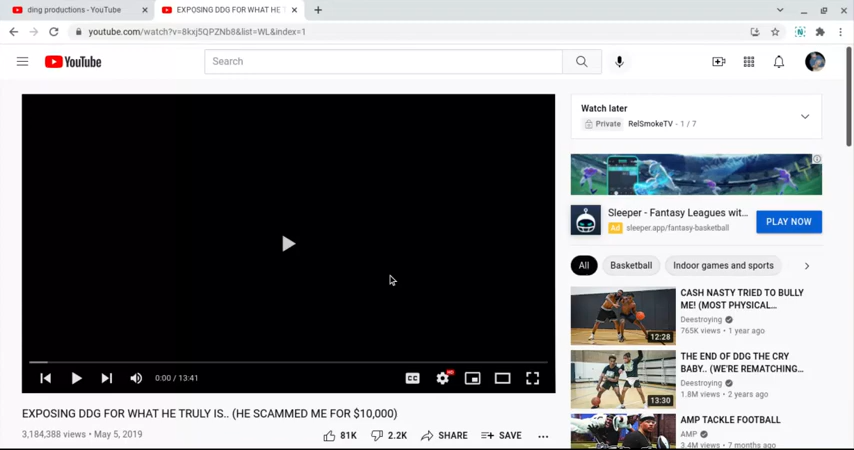 ding productions - YouTube
EXPOSING DDG FOR WHAT HE T
youtube.com/watch?v=8kxj5QPZNb8&list=WL&index=1
YouTube
Search
Watch later
Private RelSmokeTV - 1 / 7
Sleeper - Fantasy Leagues wit...
Ad sleeper.app/fantasy-basketball
PLAY NOW
All
Basketball
Indoor games and sports
CASH NASTY TRIED TO BULLY
ME! (MOST PHYSICAL...
Deestroying
765K views • 1 year ago
12:28
THE END OF DDG THE CRY
BABY.. (WE'RE REMATCHING...
Deestroying
1.8M views • 2 years ago
13:30
AMP TACKLE FOOTBALL
AMP
3.4M views • 7 months ago
0:00 / 13:41
CC
HD
EXPOSING DDG FOR WHAT HE TRULY IS.. (HE SCAMMED ME FOR $10,000)
3,184,388 views • May 5, 2019
81K
2.2K
SHARE
SAVE